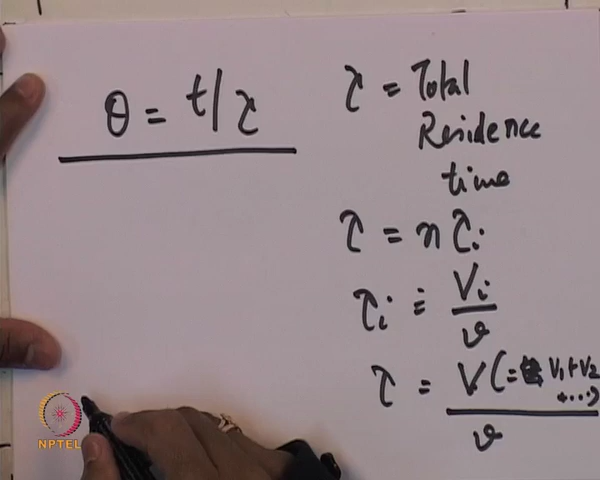 θ = t/τ
τ = Total
Residence
time
τ = n τi
τi = Vi/v
τ = V (= V1+V2
+...)
v
NPTEL